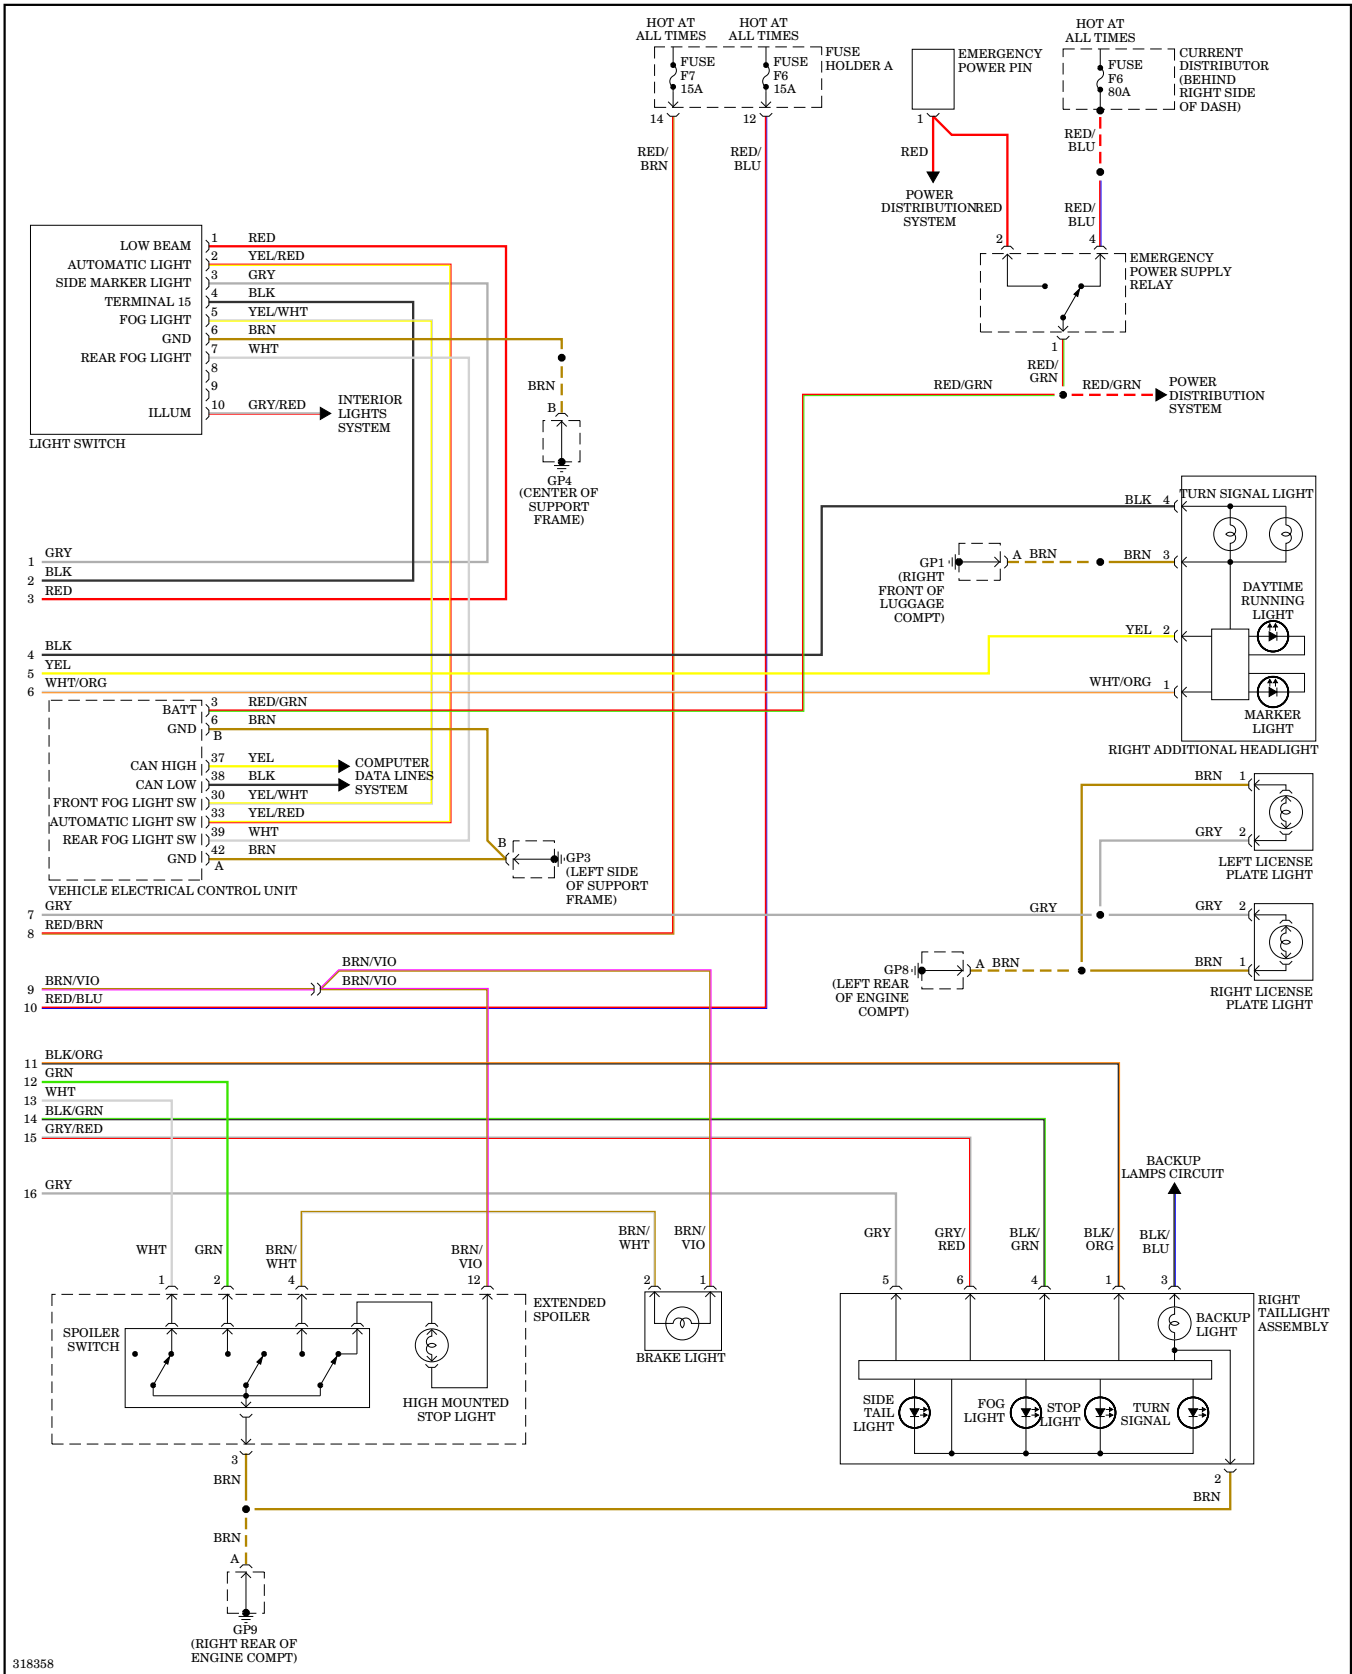 HOT AT
ALL TIMES
HOT AT
ALL TIMES
HOT AT
ALL TIMES
FUSE
F7
15A
FUSE
F6
15A
FUSE
HOLDER A
EMERGENCY
POWER PIN
FUSE
F6
80A
CURRENT
DISTRIBUTOR
(BEHIND
RIGHT SIDE
OF DASH)
14
12
1
RED/
BRN
RED/
BLU
RED
RED/
BLU
POWER
DISTRIBUTION
SYSTEM
RED
RED/
BLU
2
4
EMERGENCY
POWER SUPPLY
RELAY
1
RED/
GRN
RED/GRN
RED/GRN
POWER
DISTRIBUTION
SYSTEM
LOW BEAM
1
RED
AUTOMATIC LIGHT
2
YEL/RED
SIDE MARKER LIGHT
3
GRY
TERMINAL 15
4
BLK
FOG LIGHT
5
YEL/WHT
GND
6
BRN
REAR FOG LIGHT
7
WHT
8
9
ILLUM
10
GRY/RED
INTERIOR
LIGHTS
SYSTEM
LIGHT SWITCH
BRN
B
GP4
(CENTER OF
SUPPORT
FRAME)
1
GRY
2
BLK
3
RED
4
BLK
5
YEL
6
WHT/ORG
BLK
4
TURN SIGNAL LIGHT
GP1
(RIGHT
FRONT OF
LUGGAGE
COMPT)
A
BRN
BRN
3
DAYTIME
RUNNING
LIGHT
YEL
2
WHT/ORG
1
MARKER
LIGHT
RIGHT ADDITIONAL HEADLIGHT
BATT
3
RED/GRN
GND
6
BRN
B
CAN HIGH
37
YEL
CAN LOW
38
BLK
COMPUTER
DATA LINES
SYSTEM
FRONT FOG LIGHT SW
30
YEL/WHT
AUTOMATIC LIGHT SW
33
YEL/RED
REAR FOG LIGHT SW
39
WHT
GND
42
BRN
A
VEHICLE ELECTRICAL CONTROL UNIT
B
GP3
(LEFT SIDE
OF SUPPORT
FRAME)
BRN
1
GRY
2
LEFT LICENSE
PLATE LIGHT
7
GRY
GRY
GRY
2
8
RED/BRN
GP8
(LEFT REAR
OF ENGINE
COMPT)
A
BRN
BRN
1
RIGHT LICENSE
PLATE LIGHT
9
BRN/VIO
BRN/VIO
BRN/VIO
10
RED/BLU
11
BLK/ORG
12
GRN
13
WHT
14
BLK/GRN
15
GRY/RED
16
GRY
BACKUP
LAMPS CIRCUIT
WHT
GRN
BRN/
WHT
BRN/
VIO
BRN/
WHT
BRN/
VIO
GRY
GRY/
RED
BLK/
GRN
BLK/
ORG
BLK/
BLU
1
2
4
12
2
1
5
6
4
1
3
EXTENDED
SPOILER
SPOILER
SWITCH
HIGH MOUNTED
STOP LIGHT
BRAKE LIGHT
RIGHT
TAILLIGHT
ASSEMBLY
BACKUP
LIGHT
SIDE
TAIL
LIGHT
FOG
LIGHT
STOP
LIGHT
TURN
SIGNAL
3
BRN
2
BRN
BRN
A
GP9
(RIGHT REAR OF
ENGINE COMPT)
318358